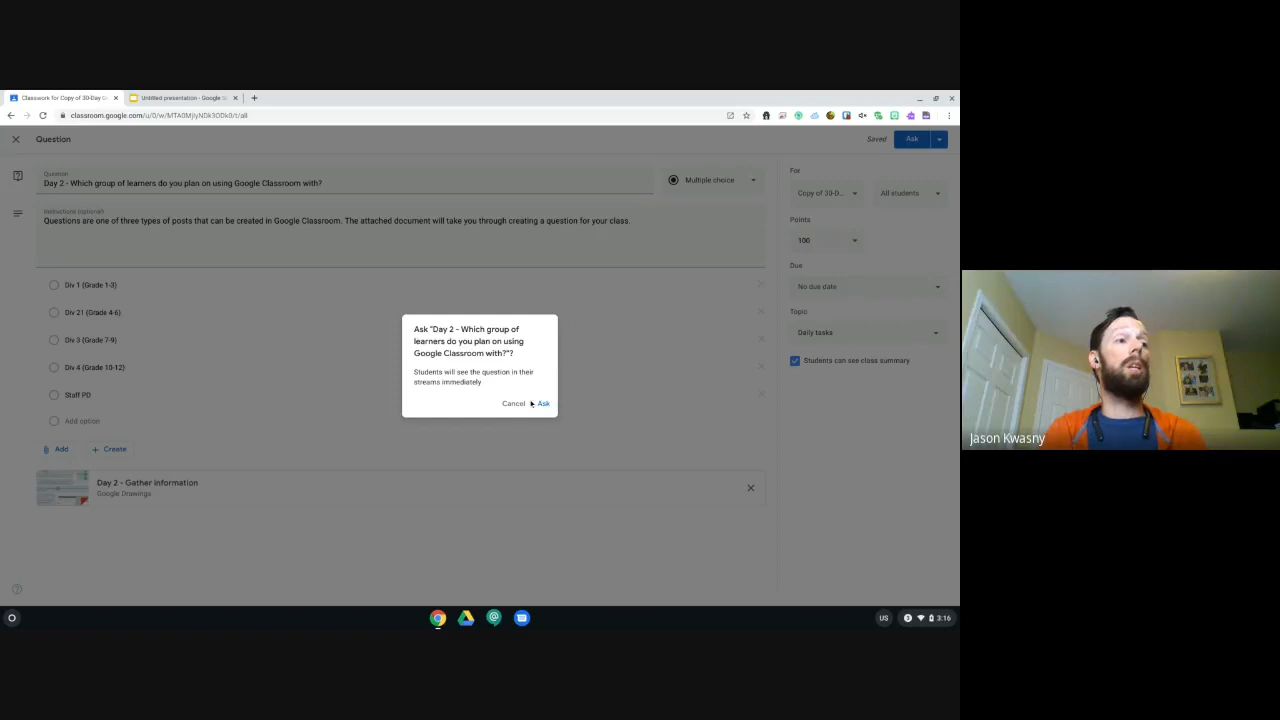 Classwork for Copy of 30-Day G
Untitled presentation - Google S
classroom.google.com/u/0/w/MTA0MjIyNDk3ODk0/t/all
Question
Saved
Ask
Question
Day 2 - Which group of learners do you plan on using Google Classroom with?
Multiple choice
Instructions (optional)
Questions are one of three types of posts that can be created in Google Classroom. The attached document will take you through creating a question for your class.
Div 1 (Grade 1-3)
Div 21 (Grade 4-6)
Div 3 (Grade 7-9)
Div 4 (Grade 10-12)
Staff PD
Add option
Add
Create
Day 2 - Gather Information
Google Drawings
For
Copy of 30-D...
All students
Points
100
Due
No due date
Topic
Daily tasks
Students can see class summary
Ask "Day 2 - Which group of
learners do you plan on using
Google Classroom with?"?
Students will see the question in their
streams immediately
Cancel
Ask
US
3:16
Jason Kwasny